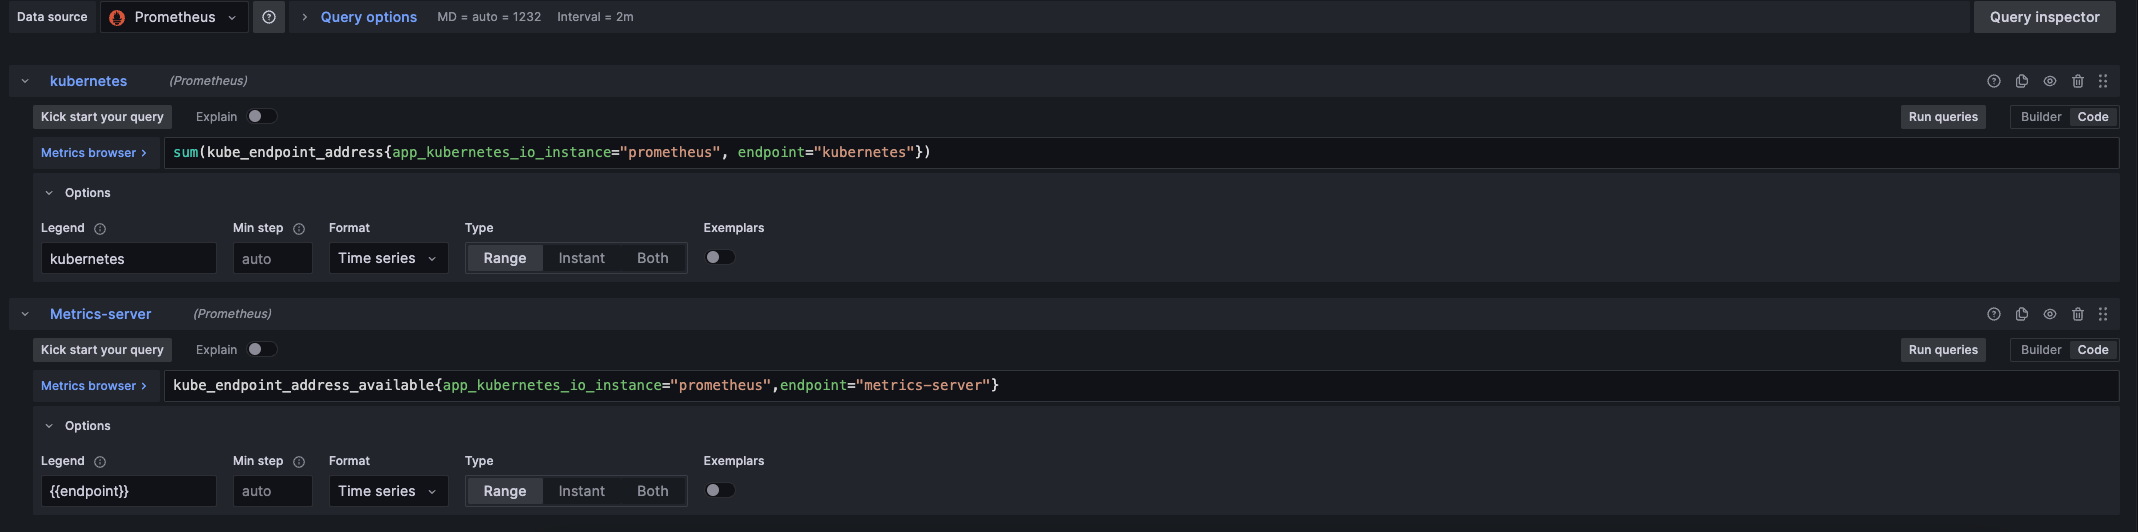 Data source Prometheus Query options MD = auto = 1232 Interval = 2m Query inspector
kubernetes (Prometheus)
Kick start your query Explain Run queries Builder Code
Metrics browser > sum(kube_endpoint_address{app_kubernetes_io_instance="prometheus", endpoint="kubernetes"})
Options
Legend Min step Format Type Exemplars
kubernetes auto Time series Range Instant Both
Metrics-server (Prometheus)
Kick start your query Explain Run queries Builder Code
Metrics browser > kube_endpoint_address_available{app_kubernetes_io_instance="prometheus",endpoint="metrics-server"}
Options
Legend Min step Format Type Exemplars
{{endpoint}} auto Time series Range Instant Both